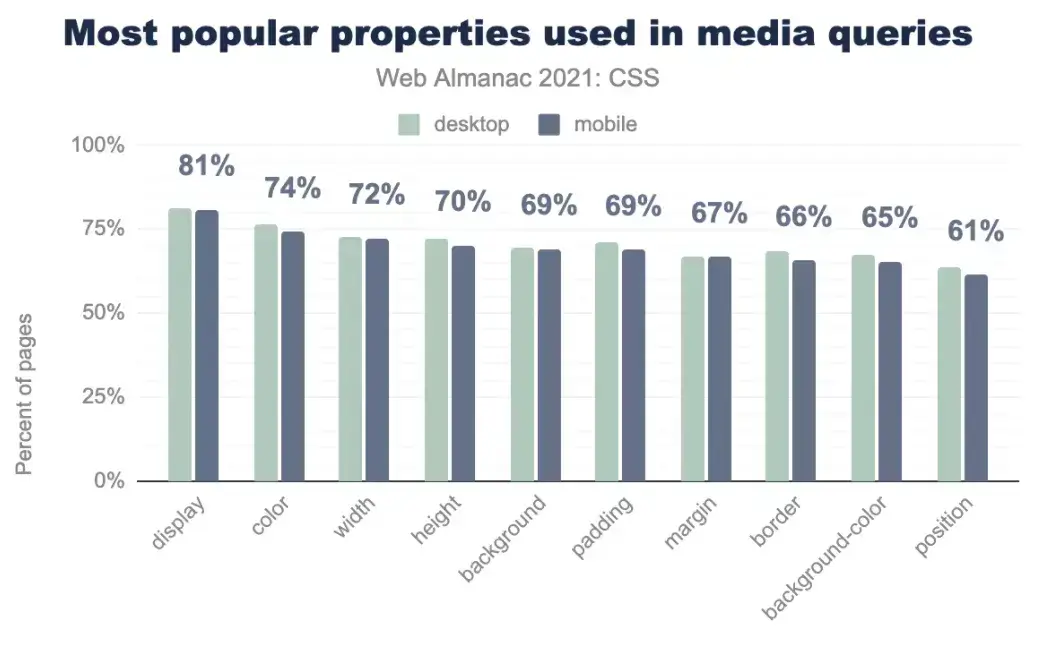 Most popular properties used in media queries
Web Almanac 2021: CSS
desktop mobile
100%
81% 74% 72% 70% 69% 69% 67% 66% 65% 61%
75%
50%
25%
0%
Percent of pages
display color width height background padding margin border background-color position